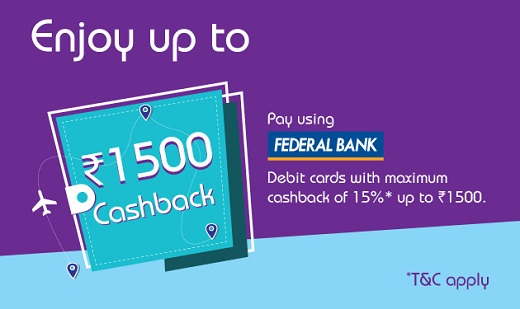 Enjoy up to
₹1500
Cashback
Pay using
FEDERAL BANK
Debit cards with maximum
cashback of 15%* up to ₹1500.
*T&C apply